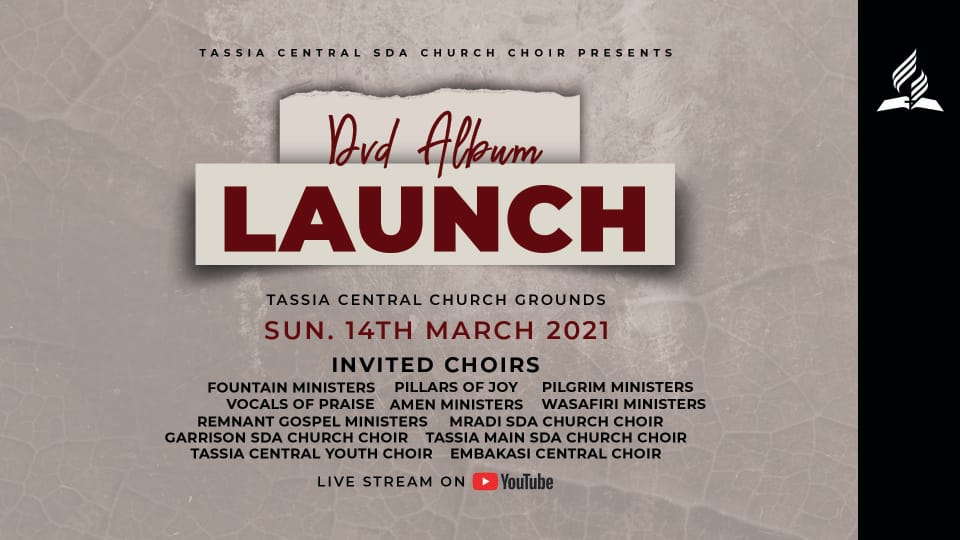 TASSIA CENTRAL SDA CHURCH CHOIR PRESENTS
Dvd Album
LAUNCH
TASSIA CENTRAL CHURCH GROUNDS
SUN. 14TH MARCH 2021
INVITED CHOIRS
FOUNTAIN MINISTERS PILLARS OF JOY PILGRIM MINISTERS
VOCALS OF PRAISE AMEN MINISTERS WASAFIRI MINISTERS
REMNANT GOSPEL MINISTERS MRADI SDA CHURCH CHOIR
GARRISON SDA CHURCH CHOIR TASSIA MAIN SDA CHURCH CHOIR
TASSIA CENTRAL YOUTH CHOIR EMBAKASI CENTRAL CHOIR
LIVE STREAM ON YouTube